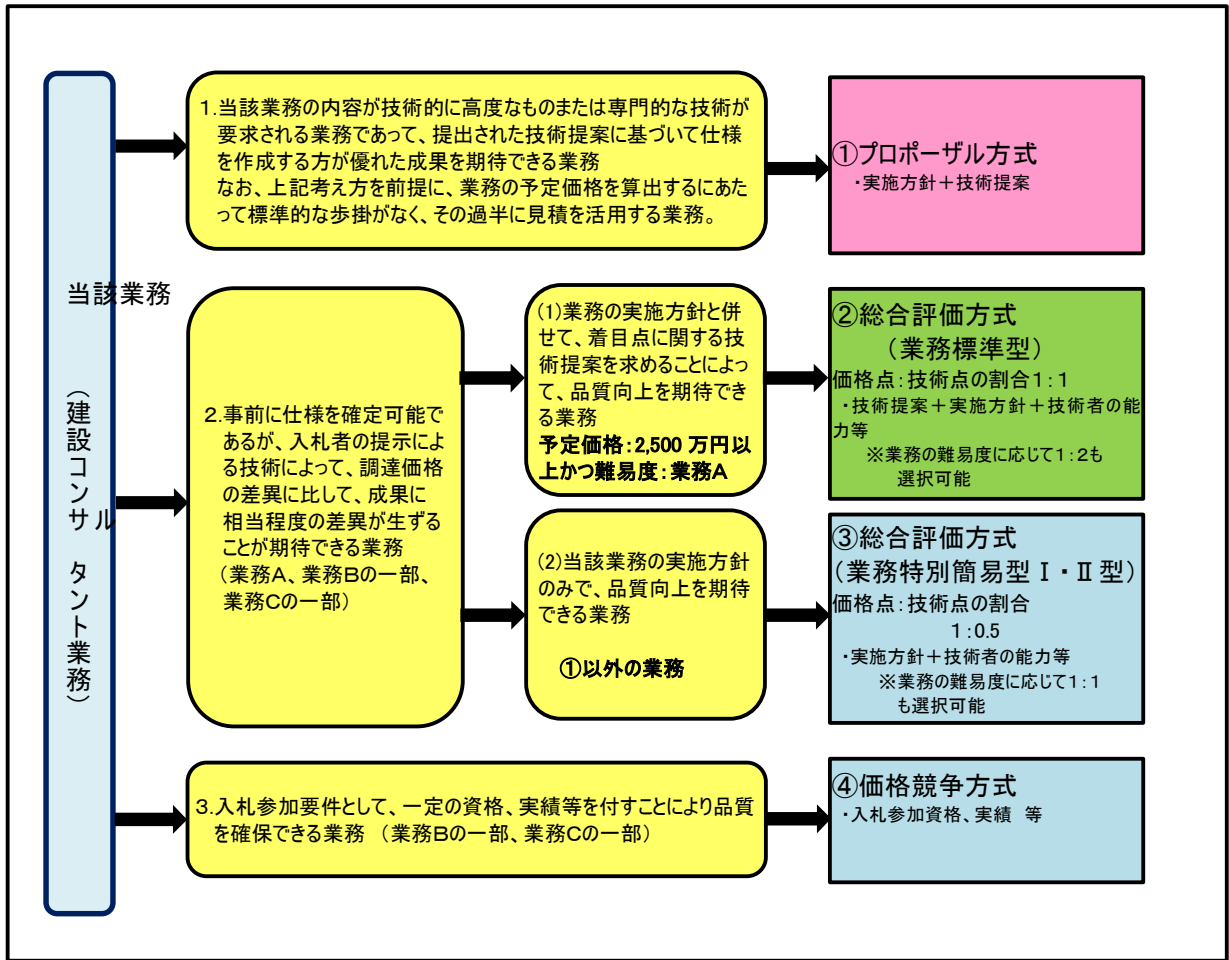 当該業務
（建設コンサルタント業務）
1.当該業務の内容が技術的に高度なものまたは専門的な技術が
要求される業務であって、提出された技術提案に基づいて仕様
を作成する方が優れた成果を期待できる業務
なお、上記考え方を前提に、業務の予定価格を算出するにあた
って標準的な歩掛がなく、その過半に見積を活用する業務。
①プロポーザル方式
・実施方針＋技術提案
2.事前に仕様を確定可能で
あるが、入札者の提示によ
る技術によって、調達価格
の差異に比して、成果に
相当程度の差異が生ずる
ことが期待できる業務
（業務A、業務Bの一部、
業務Cの一部）
(1)業務の実施方針と併
せて、着目点に関する技
術提案を求めることによっ
て、品質向上を期待でき
る業務
予定価格：2,500 万円以
上かつ難易度：業務A
②総合評価方式
（業務標準型）
価格点：技術点の割合1：1
・技術提案＋実施方針＋技術者の能
力等
※業務の難易度に応じて1：2も
選択可能
(2)当該業務の実施方針
のみで、品質向上を期待
できる業務
①以外の業務
③総合評価方式
（業務特別簡易型Ⅰ・Ⅱ型）
価格点：技術点の割合
1：0.5
・実施方針＋技術者の能力等
※業務の難易度に応じて1：1
も選択可能
3.入札参加要件として、一定の資格、実績等を付すことにより品質
を確保できる業務 （業務Bの一部、業務Cの一部）
④価格競争方式
・入札参加資格、実績 等